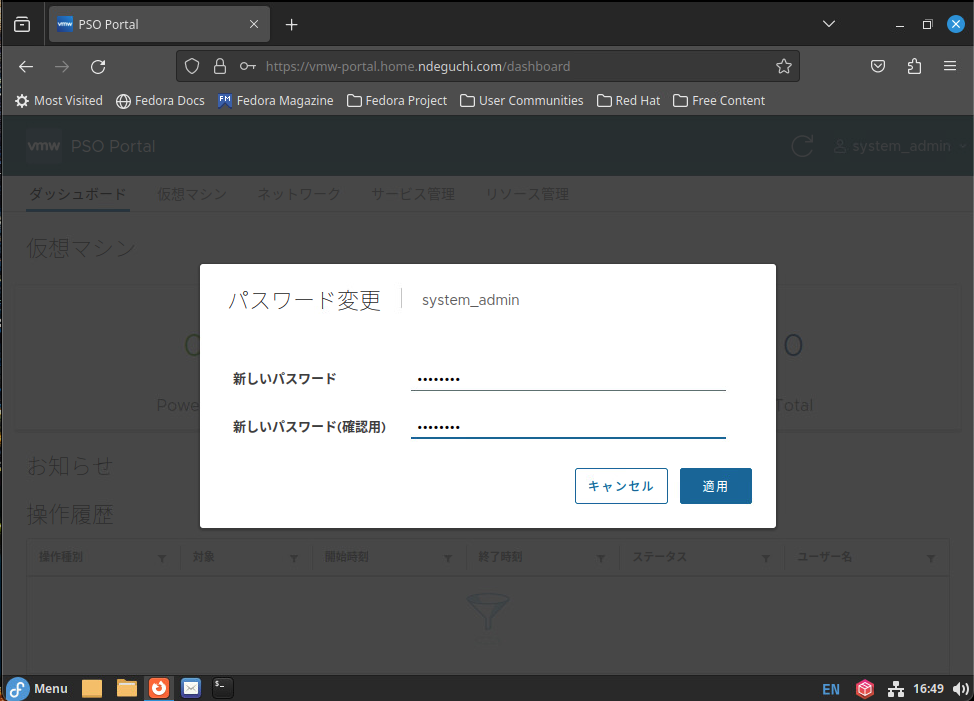 vmw PSO Portal
https://vmw-portal.home.ndeguchi.com/dashboard
Most Visited Fedora Docs FM Fedora Magazine Fedora Project User Communities Red Hat Free Content
vmw PSO Portal system_admin
ダッシュボード 仮想マシン ネットワーク サービス管理 リソース管理
仮想マシン
パスワード変更 system_admin
0
新しいパスワード ••••••••
Powe Total
新しいパスワード(確認用) ••••••••
お知らせ
キャンセル 適用
操作履歴
操作種別 対象 開始時刻 終了時刻 ステータス ユーザー名
Menu EN 16:49